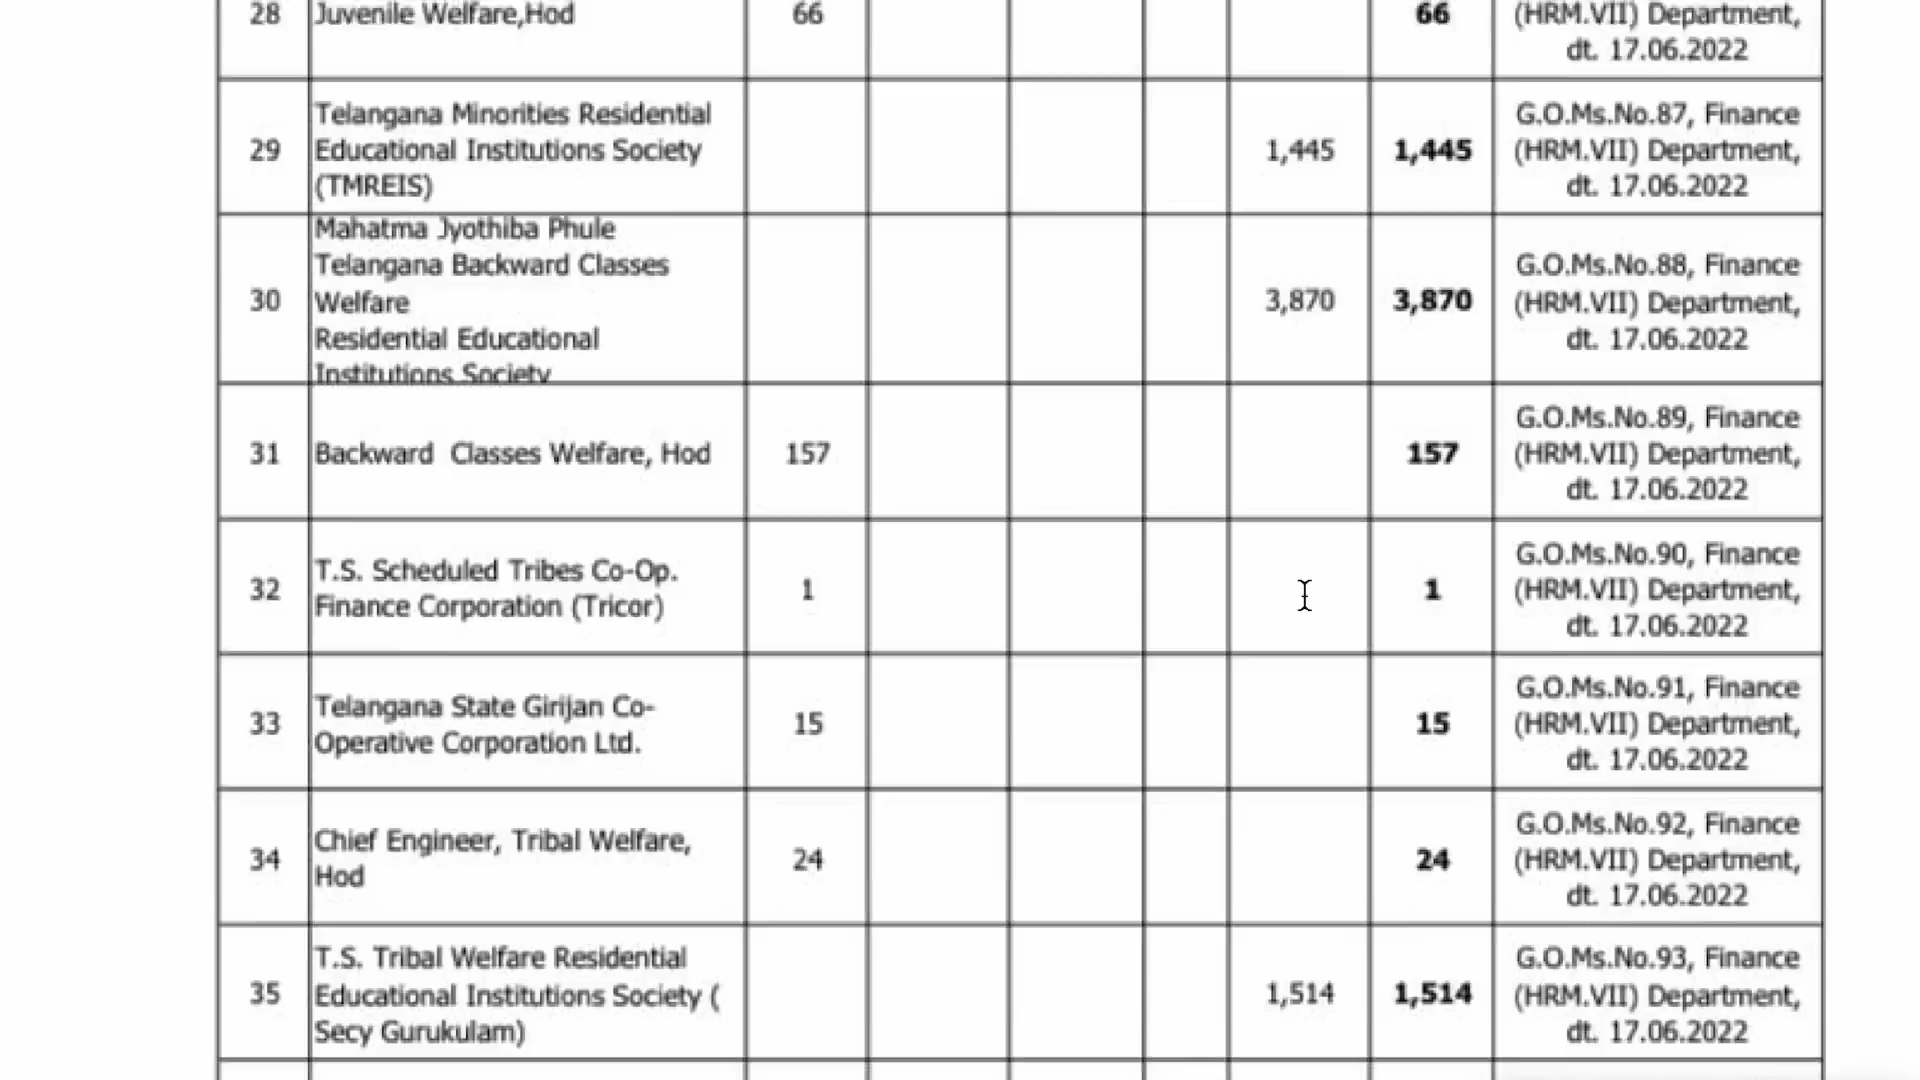 28 Juvenile Welfare,Hod 66 66 (HRM.VII) Department,
dt. 17.06.2022
Telangana Minorities Residential G.O.Ms.No.87, Finance
29 Educational Institutions Society 1,445 1,445 (HRM.VII) Department,
(TMREIS) dt. 17.06.2022
Mahatma Jyothiba Phule
Telangana Backward Classes G.O.Ms.No.88, Finance
30 Welfare 3,870 3,870 (HRM.VII) Department,
Residential Educational dt. 17.06.2022
Institutions Society
G.O.Ms.No.89, Finance
31 Backward Classes Welfare, Hod 157 157 (HRM.VII) Department,
dt. 17.06.2022
T.S. Scheduled Tribes Co-Op. G.O.Ms.No.90, Finance
32 Finance Corporation (Tricor) 1 1 (HRM.VII) Department,
dt. 17.06.2022
Telangana State Girijan Co- G.O.Ms.No.91, Finance
33 Operative Corporation Ltd. 15 15 (HRM.VII) Department,
dt. 17.06.2022
Chief Engineer, Tribal Welfare, G.O.Ms.No.92, Finance
34 Hod 24 24 (HRM.VII) Department,
dt. 17.06.2022
T.S. Tribal Welfare Residential G.O.Ms.No.93, Finance
35 Educational Institutions Society ( 1,514 1,514 (HRM.VII) Department,
Secy Gurukulam) dt. 17.06.2022